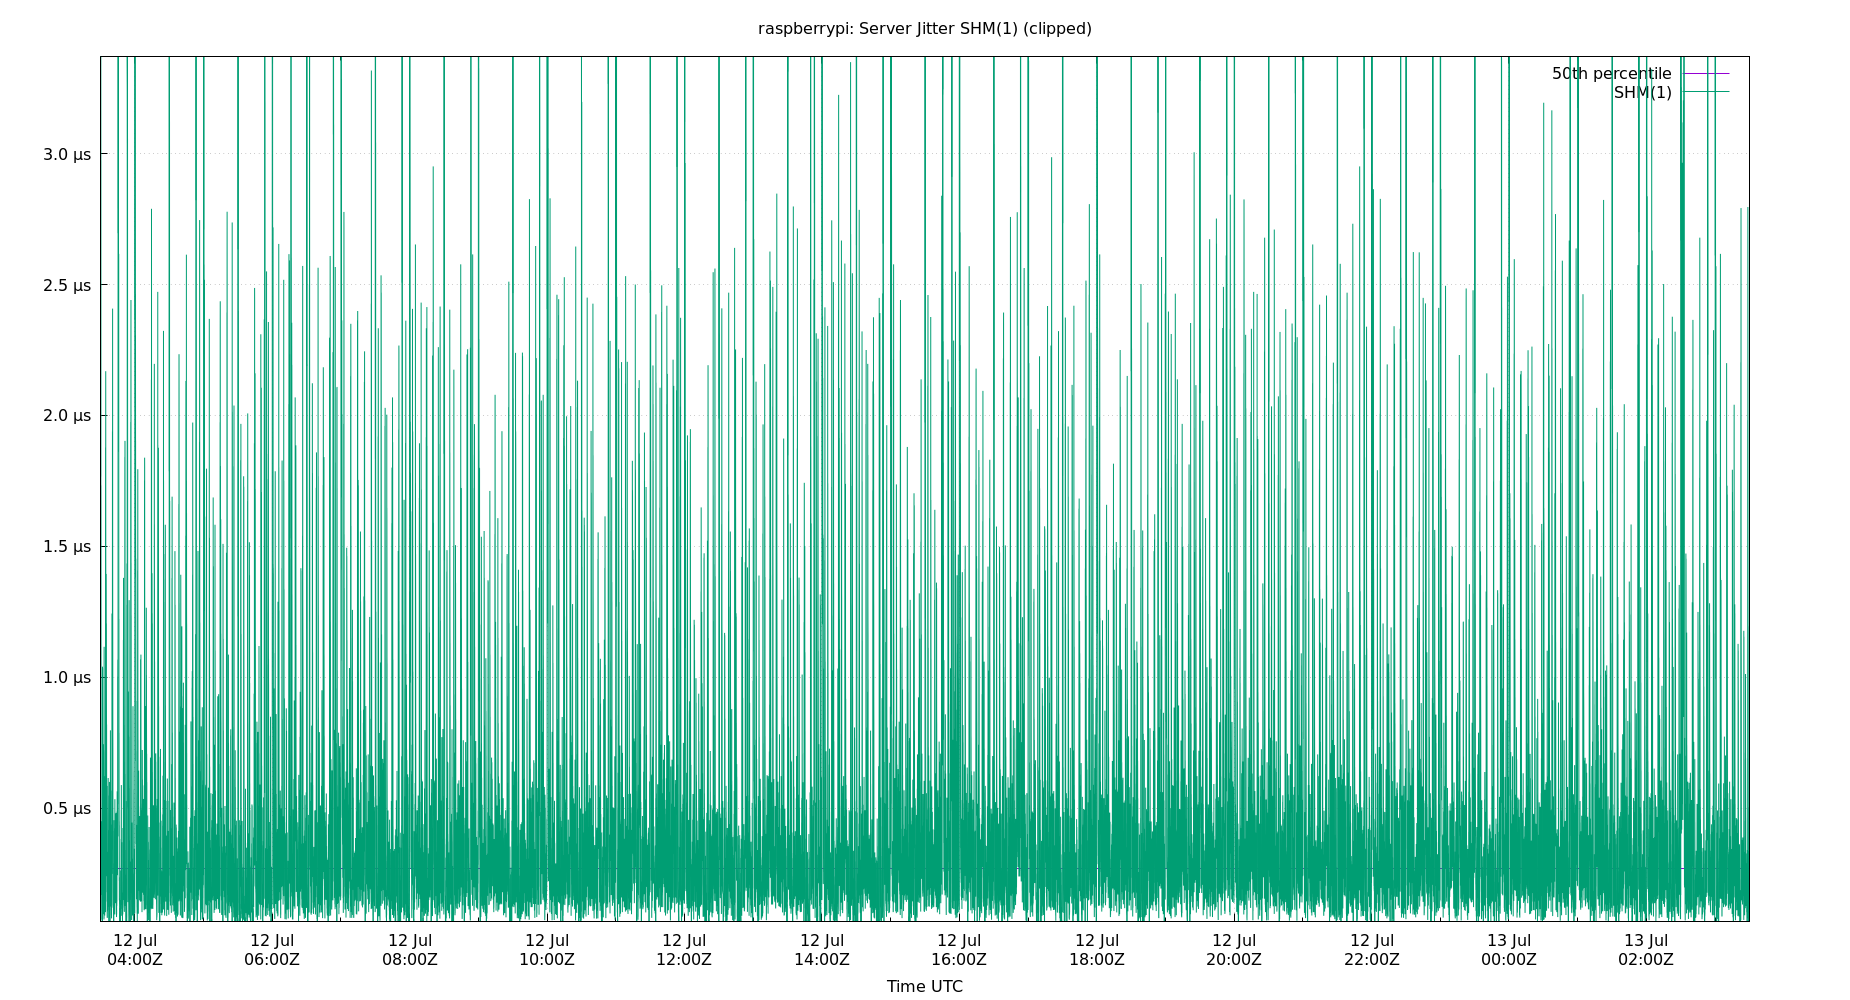 raspberrypi: Server Jitter SHM(1) (clipped)
50th percentile
SHM(1)
3.0 μs
2.5 μs
2.0 μs
1.5 μs
1.0 μs
0.5 μs
12 Jul 12 Jul 12 Jul 12 Jul 12 Jul 12 Jul 12 Jul 12 Jul 12 Jul 12 Jul 13 Jul 13 Jul
04:00Z 06:00Z 08:00Z 10:00Z 12:00Z 14:00Z 16:00Z 18:00Z 20:00Z 22:00Z 00:00Z 02:00Z
Time UTC